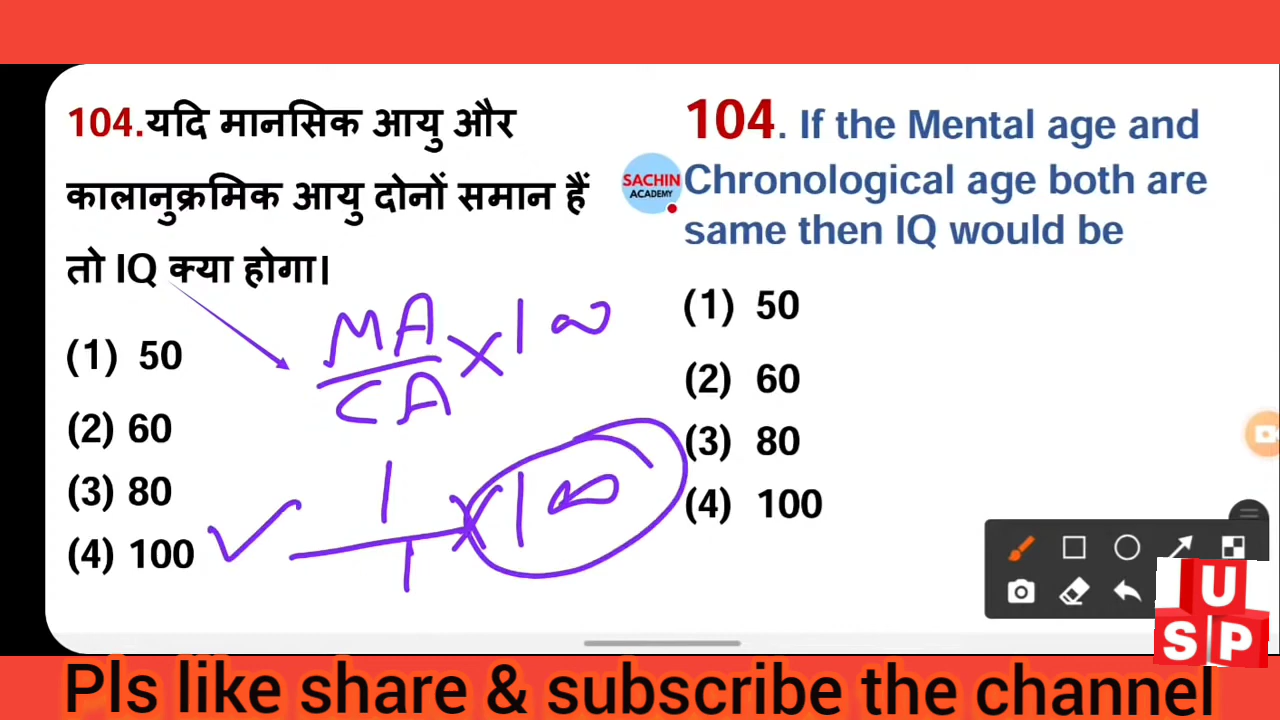 104.यदि मानसिक आयु और
कालानुक्रमिक आयु दोनों समान हैं
तो IQ क्या होगा।
(1) 50
(2) 60
(3) 80
(4) 100
MA
CA
×100
1
1
×100
SACHIN
ACADEMY
104. If the Mental age and
Chronological age both are
same then IQ would be
(1) 50
(2) 60
(3) 80
(4) 100
U
S P
Pls like share & subscribe the channel